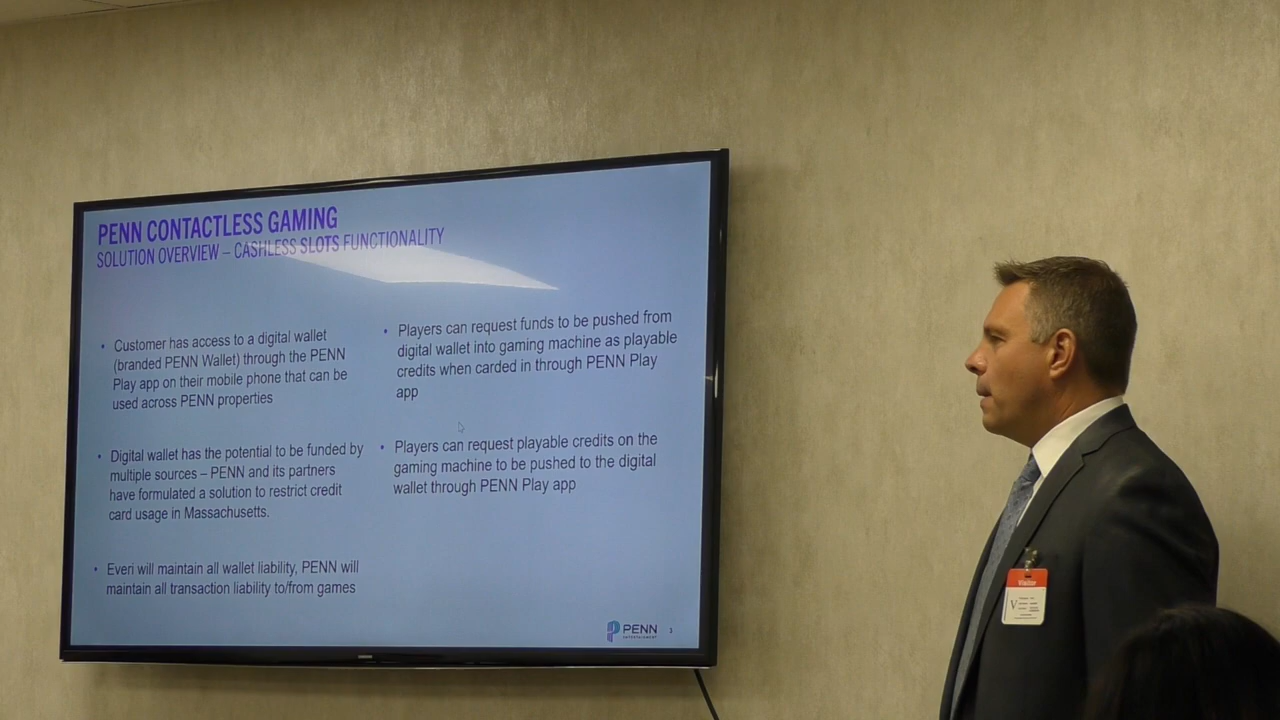 PENN CONTACTLESS GAMING
SOLUTION OVERVIEW – CASHLESS SLOTS FUNCTIONALITY
• Customer has access to a digital wallet
(branded PENN Wallet) through the PENN
Play app on their mobile phone that can be
used across PENN properties
• Digital wallet has the potential to be funded by
multiple sources – PENN and its partners
have formulated a solution to restrict credit
card usage in Massachusetts.
• Everi will maintain all wallet liability, PENN will
maintain all transaction liability to/from games
• Players can request funds to be pushed from
digital wallet into gaming machine as playable
credits when carded in through PENN Play
app
• Players can request playable credits on the
gaming machine to be pushed to the digital
wallet through PENN Play app
PENN
ENTERTAINMENT
3
SAMSUNG
Visitor
V